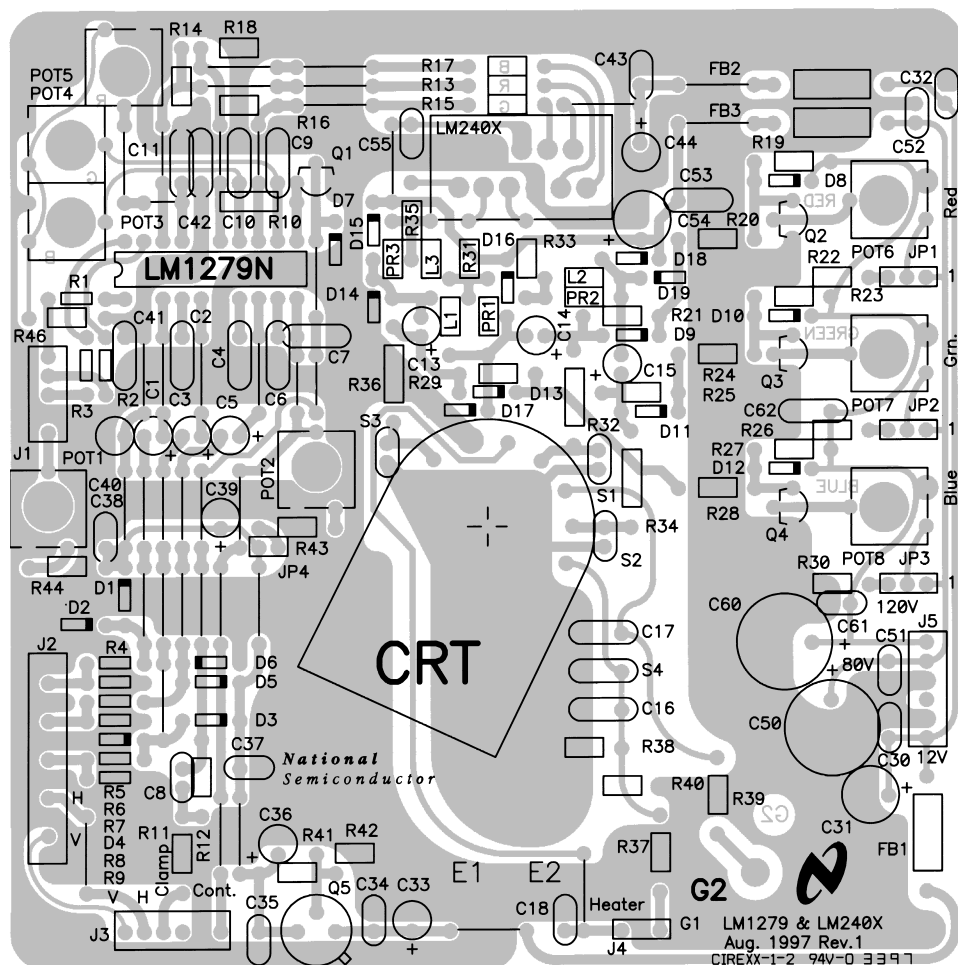 R14 R18
POT5
POT4
R17 B
R13 R
R15 G
R
C43
FB2
C32
FB3
LM240X
C44
C52
C11
R16
C9
C55
Q1
R19
D8
RED
Red
G
POT3
C42
C10
R10
D7
C53
C54
R20
Q2
POT6
JP1
B
D15
R35
D16
R33
LM1279N
PR3
L3
R31
L2
D18
R22
1
R1
D14
L1
PR1
PR2
D19
R23
R46
C41
C2
C4
C7
C13
C14
R21
D9
D10
GREEN
Grn.
R36
R29
D13
C15
R24
Q3
R25
R3
R2
C1
C3
C5
C6
D17
D11
C62
POT7
JP2
S3
R32
R26
1
J1
POT1
POT2
R27
D12
BLUE
Blue
C40
C38
C39
S1
R28
Q4
R43
R34
S2
POT8
JP3
R44
D1
JP4
R30
1
120V
D2
C60
C61
J5
J2
R4
D6
C17
C51
CRT
D5
S4
80V
D3
C16
C50
C37
National
Semiconductor
R38
C30
12V
R5
C8
R40
R39
H
R6
R7
C36
G2
C31
V
D4
R11
R12
R41
R42
R37
FB1
R8
Clamp
R9
E1 E2
V H
Cont.
G2
C35
Q5
C34
C33
C18
Heater
G1
LM1279 & LM240X
J3
J4
Aug. 1997 Rev.1
CIREXX-1-2 94V-0 3397